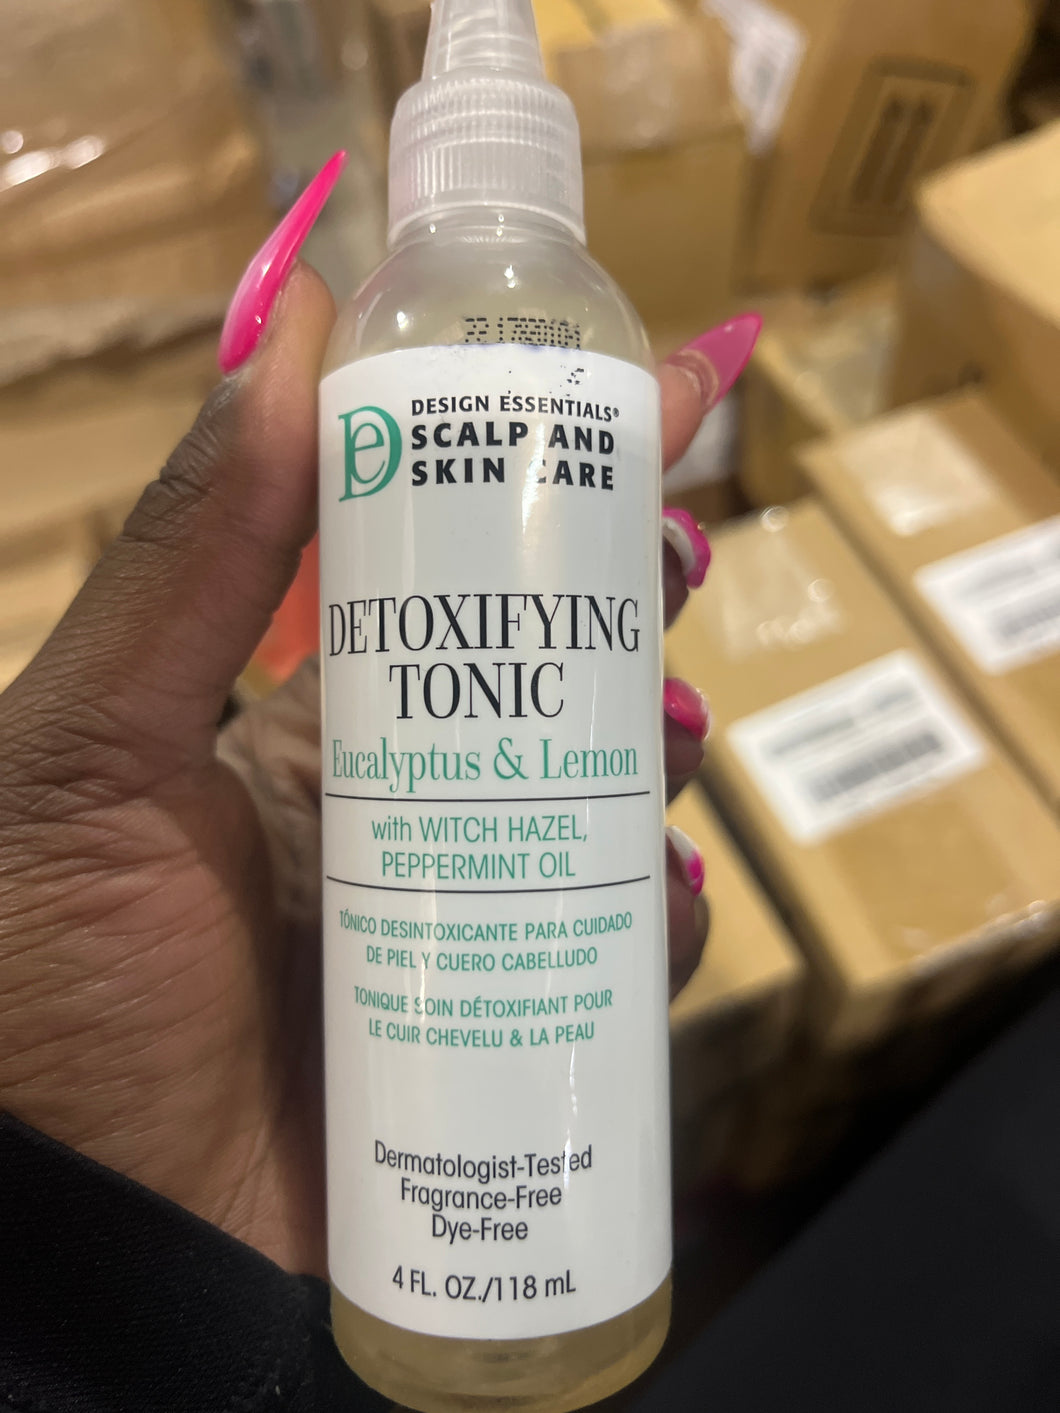 DESIGN ESSENTIALS®
SCALP AND
SKIN CARE
DETOXIFYING
TONIC
Eucalyptus & Lemon
with WITCH HAZEL,
PEPPERMINT OIL
TÓNICO DESINTOXICANTE PARA CUIDADO
DE PIEL Y CUERO CABELLUDO
TONIQUE SOIN DÉTOXIFIANT POUR
LE CUIR CHEVELU & LA PEAU
Dermatologist-Tested
Fragrance-Free
Dye-Free
4 FL. OZ./118 mL